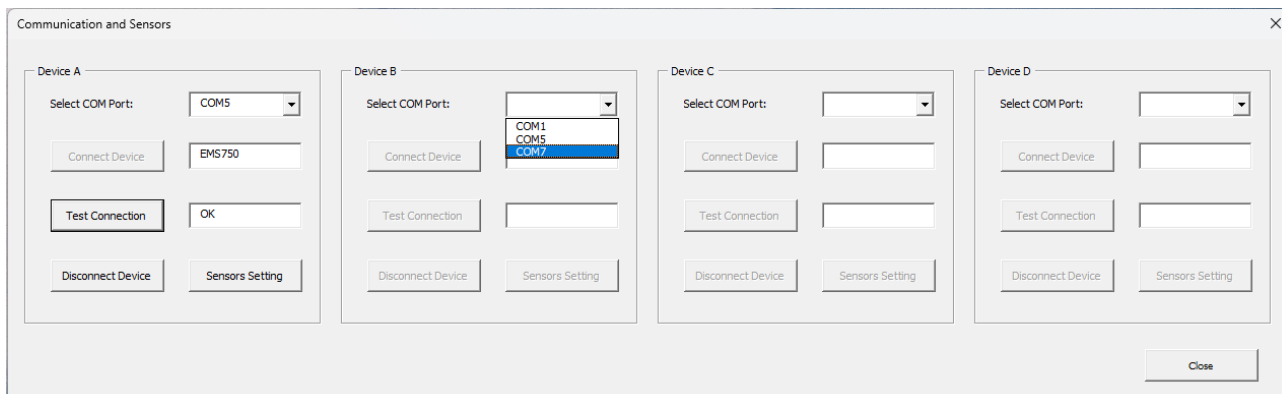 Communication and Sensors
Device A
Select COM Port:
COM5
Connect Device
EMS750
Test Connection
OK
Disconnect Device
Sensors Setting
Device B
Select COM Port:
COM1
COM5
COM7
Connect Device
Test Connection
Disconnect Device
Sensors Setting
Device C
Select COM Port:
Connect Device
Test Connection
Disconnect Device
Sensors Setting
Device D
Select COM Port:
Connect Device
Test Connection
Disconnect Device
Sensors Setting
Close